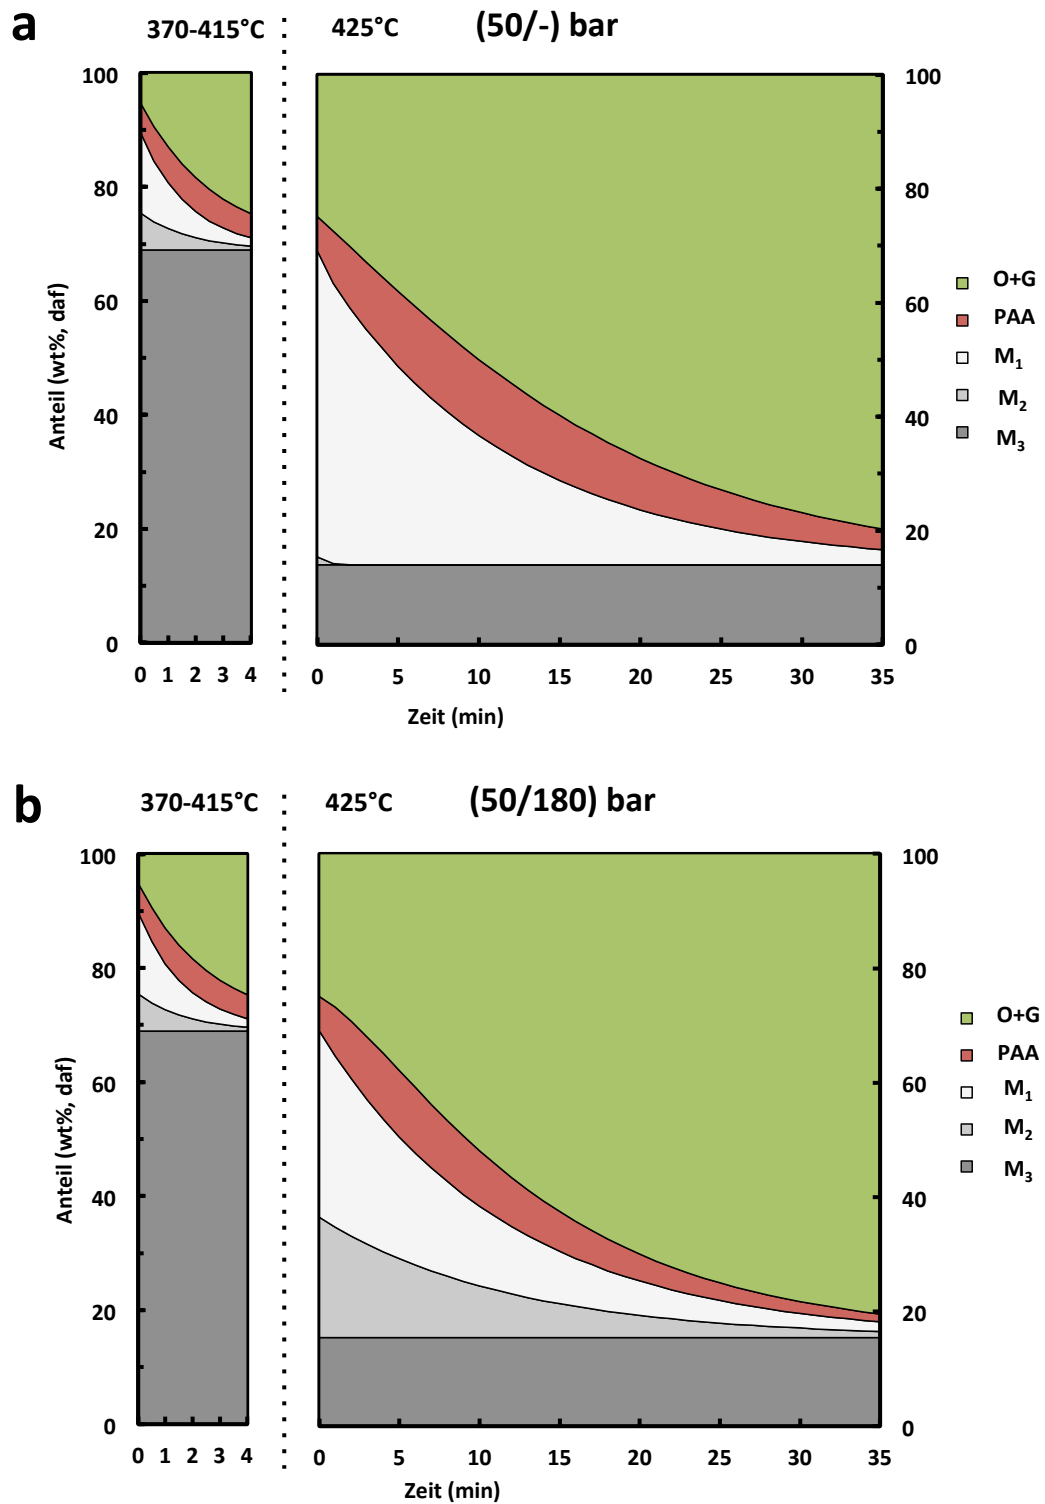 a
370-415°C
425°C
(50/-) bar
100
80
60
40
20
0
Anteil (wt%, daf)
0 1 2 3 4
0 5 10 15 20 25 30 35
100
80
60
40
20
0
Zeit (min)
O+G
PAA
M1
M2
M3
b
370-415°C
425°C
(50/180) bar
100
80
60
40
20
0
Anteil (wt%, daf)
0 1 2 3 4
0 5 10 15 20 25 30 35
100
80
60
40
20
0
Zeit (min)
O+G
PAA
M1
M2
M3